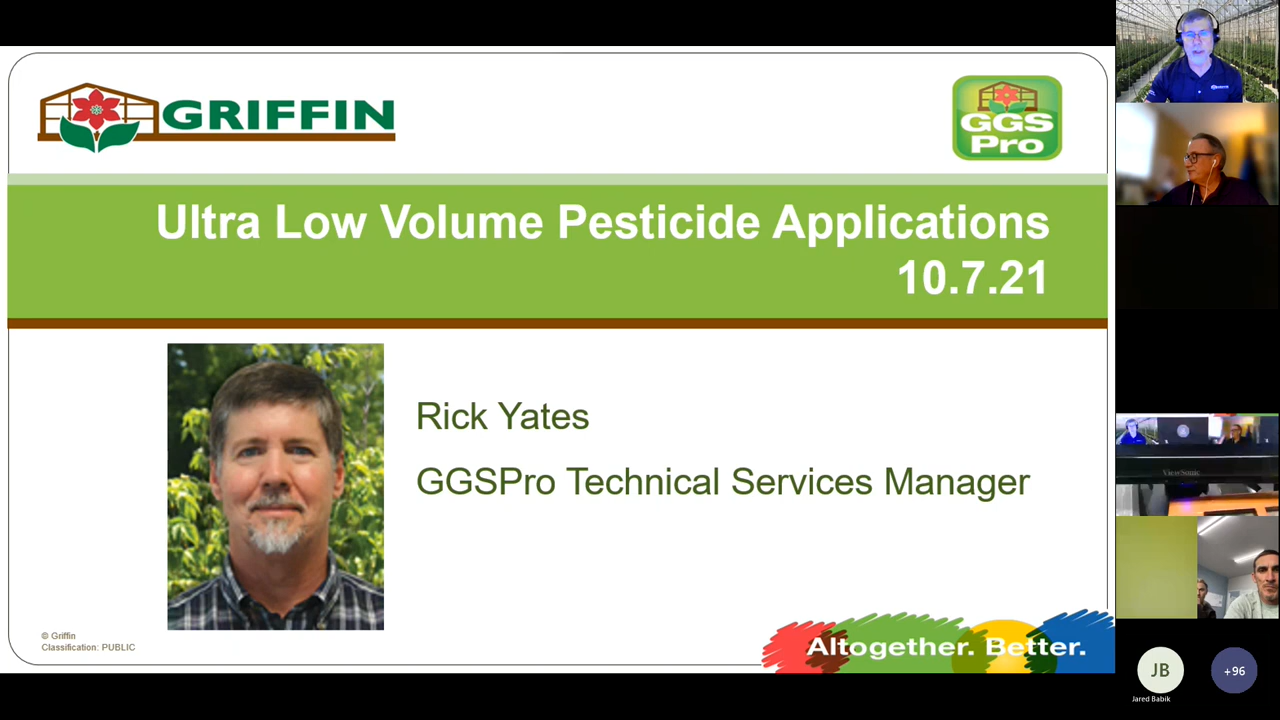 GRIFFIN
GGS
Pro
Ultra Low Volume Pesticide Applications
10.7.21
Rick Yates
GGSPro Technical Services Manager
© Griffin
Classification: PUBLIC
Altogether. Better.
ViewSonic
JB
Jared Babik
+96